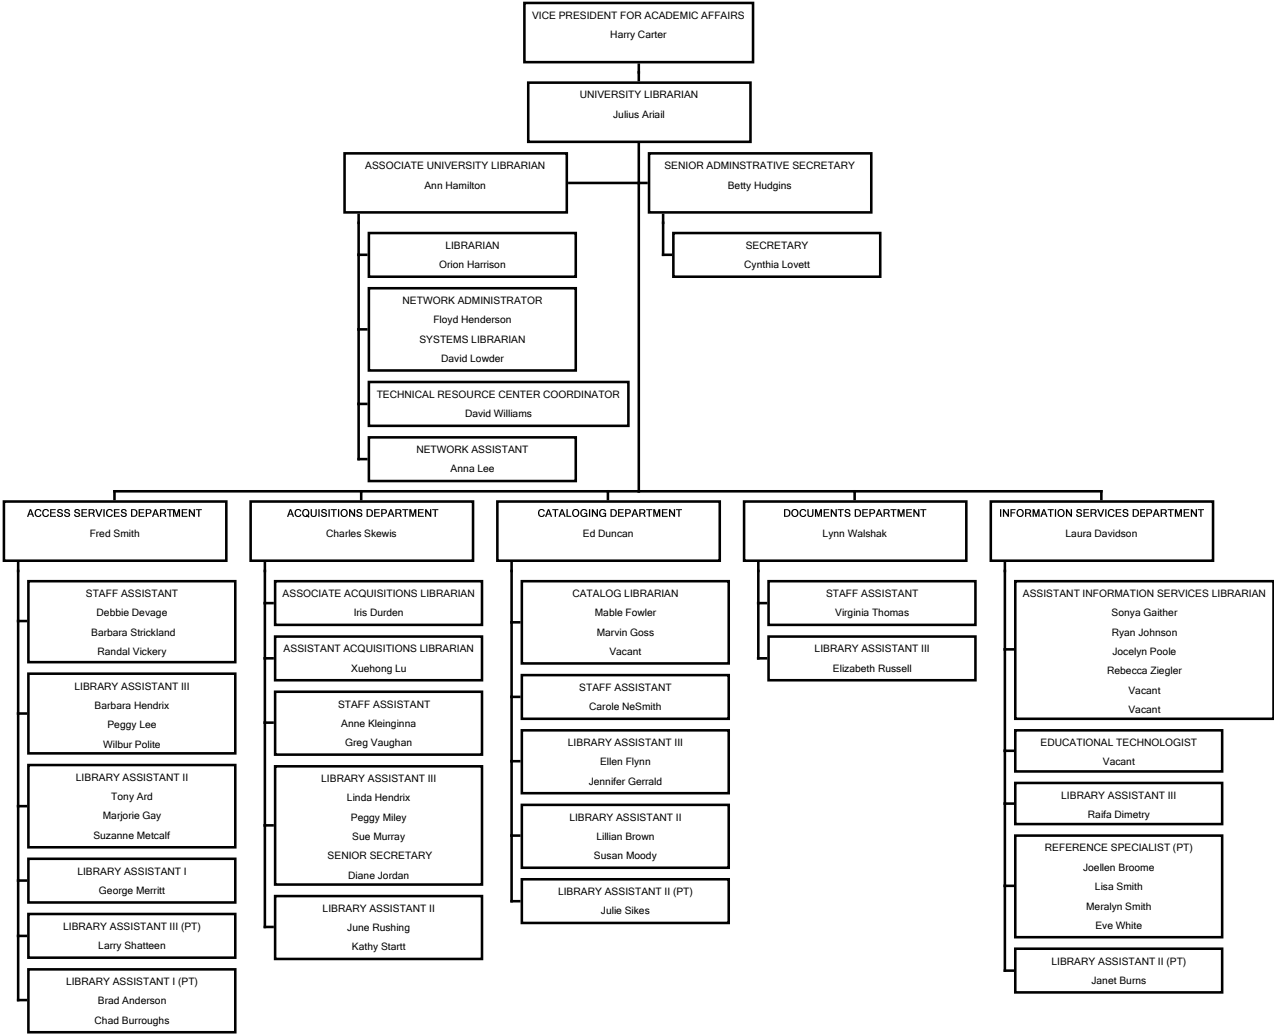 VICE PRESIDENT FOR ACADEMIC AFFAIRS
Harry Carter
UNIVERSITY LIBRARIAN
Julius Ariail
ASSOCIATE UNIVERSITY LIBRARIAN
Ann Hamilton
SENIOR ADMINSTRATIVE SECRETARY
Betty Hudgins
LIBRARIAN
Orion Harrison
SECRETARY
Cynthia Lovett
NETWORK ADMINISTRATOR
Floyd Henderson
SYSTEMS LIBRARIAN
David Lowder
TECHNICAL RESOURCE CENTER COORDINATOR
David Williams
NETWORK ASSISTANT
Anna Lee
ACCESS SERVICES DEPARTMENT
Fred Smith
STAFF ASSISTANT
Debbie Devage
Barbara Strickland
Randal Vickery
LIBRARY ASSISTANT III
Barbara Hendrix
Peggy Lee
Wilbur Polite
LIBRARY ASSISTANT II
Tony Ard
Marjorie Gay
Suzanne Metcalf
LIBRARY ASSISTANT I
George Merritt
LIBRARY ASSISTANT III (PT)
Larry Shatteen
LIBRARY ASSISTANT I (PT)
Brad Anderson
Chad Burroughs
ACQUISITIONS DEPARTMENT
Charles Skewis
ASSOCIATE ACQUISITIONS LIBRARIAN
Iris Durden
ASSISTANT ACQUISITIONS LIBRARIAN
Xuehong Lu
STAFF ASSISTANT
Anne Kleinginna
Greg Vaughan
LIBRARY ASSISTANT III
Linda Hendrix
Peggy Miley
Sue Murray
SENIOR SECRETARY
Diane Jordan
LIBRARY ASSISTANT II
June Rushing
Kathy Startt
CATALOGING DEPARTMENT
Ed Duncan
CATALOG LIBRARIAN
Mable Fowler
Marvin Goss
Vacant
STAFF ASSISTANT
Carole NeSmith
LIBRARY ASSISTANT III
Ellen Flynn
Jennifer Gerrald
LIBRARY ASSISTANT II
Lillian Brown
Susan Moody
LIBRARY ASSISTANT II (PT)
Julie Sikes
DOCUMENTS DEPARTMENT
Lynn Walshak
STAFF ASSISTANT
Virginia Thomas
LIBRARY ASSISTANT III
Elizabeth Russell
INFORMATION SERVICES DEPARTMENT
Laura Davidson
ASSISTANT INFORMATION SERVICES LIBRARIAN
Sonya Gaither
Ryan Johnson
Jocelyn Poole
Rebecca Ziegler
Vacant
Vacant
EDUCATIONAL TECHNOLOGIST
Vacant
LIBRARY ASSISTANT III
Raifa Dimetry
REFERENCE SPECIALIST (PT)
Joellen Broome
Lisa Smith
Meralyn Smith
Eve White
LIBRARY ASSISTANT II (PT)
Janet Burns